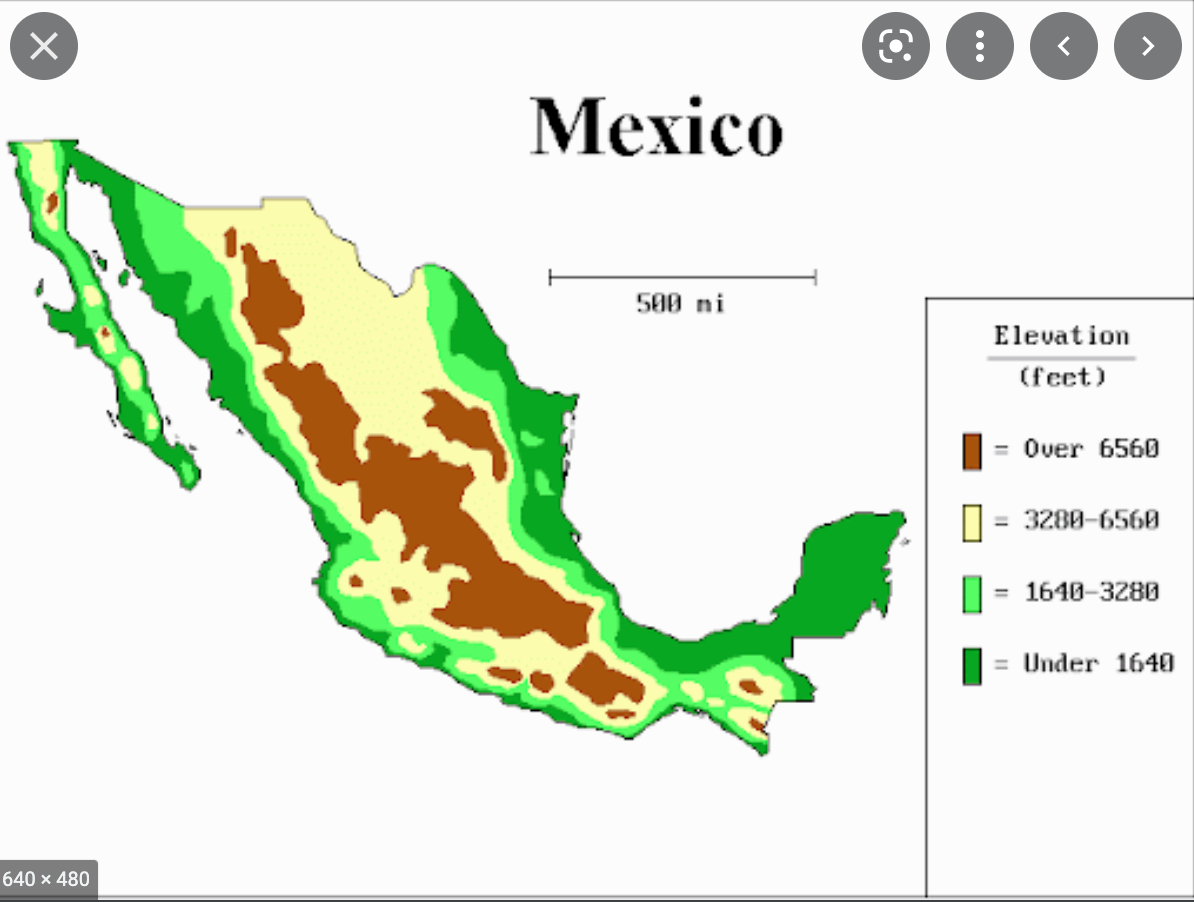 Mexico
500 mi
Elevation
(feet)
= Over 6560
= 3280-6560
= 1640-3280
= Under 1640
640 × 480